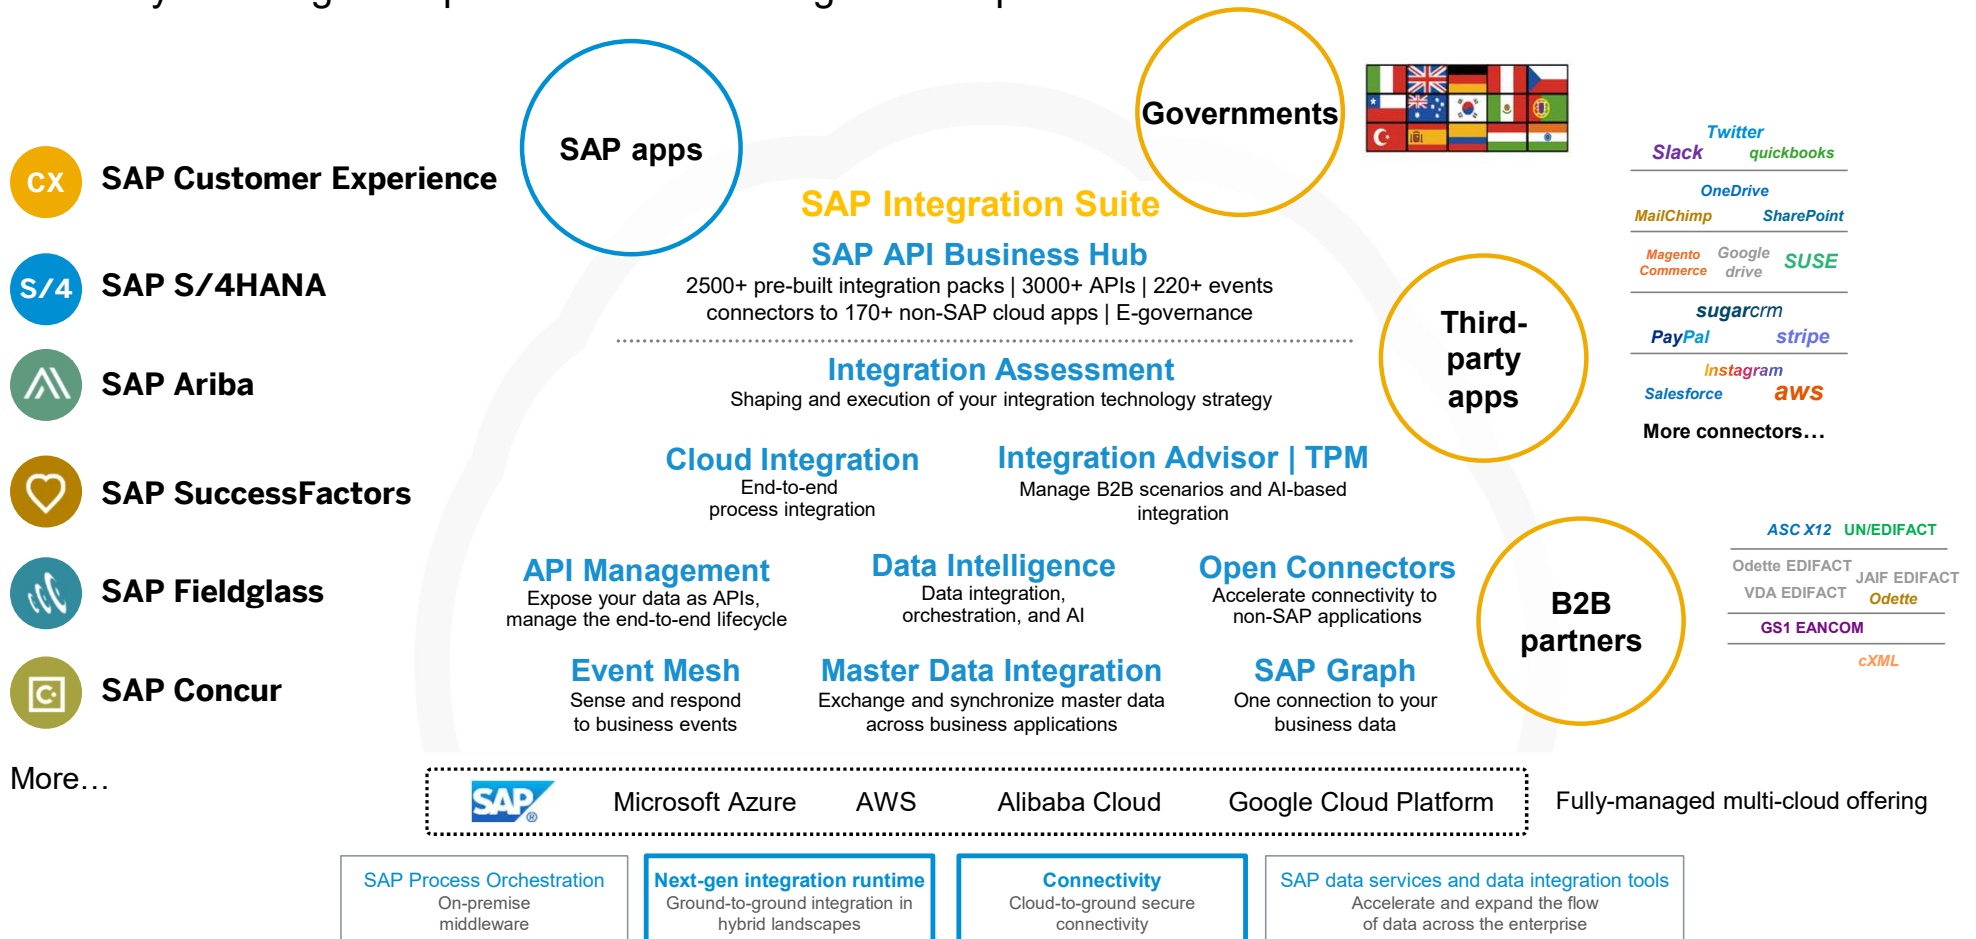 SAP apps
Governments
CX
SAP Customer Experience
S/4
SAP S/4HANA
SAP Ariba
SAP SuccessFactors
SAP Fieldglass
SAP Concur
More…
SAP Integration Suite
SAP API Business Hub
2500+ pre-built integration packs | 3000+ APIs | 220+ events
connectors to 170+ non-SAP cloud apps | E-governance
Integration Assessment
Shaping and execution of your integration technology strategy
Cloud Integration
End-to-end
process integration
Integration Advisor | TPM
Manage B2B scenarios and AI-based
integration
API Management
Expose your data as APIs,
manage the end-to-end lifecycle
Data Intelligence
Data integration,
orchestration, and AI
Open Connectors
Accelerate connectivity to
non-SAP applications
Event Mesh
Sense and respond
to business events
Master Data Integration
Exchange and synchronize master data
across business applications
SAP Graph
One connection to your
business data
Third-
party
apps
Twitter
Slack quickbooks
OneDrive
MailChimp SharePoint
Magento
Commerce
Google
drive
SUSE
sugarcrm
PayPal stripe
Instagram
Salesforce aws
More connectors…
B2B
partners
ASC X12 UN/EDIFACT
Odette EDIFACT
JAIF EDIFACT
VDA EDIFACT
Odette
GS1 EANCOM
cXML
SAP®
Microsoft Azure AWS Alibaba Cloud Google Cloud Platform
Fully-managed multi-cloud offering
SAP Process Orchestration
On-premise
middleware
Next-gen integration runtime
Ground-to-ground integration in
hybrid landscapes
Connectivity
Cloud-to-ground secure
connectivity
SAP data services and data integration tools
Accelerate and expand the flow
of data across the enterprise